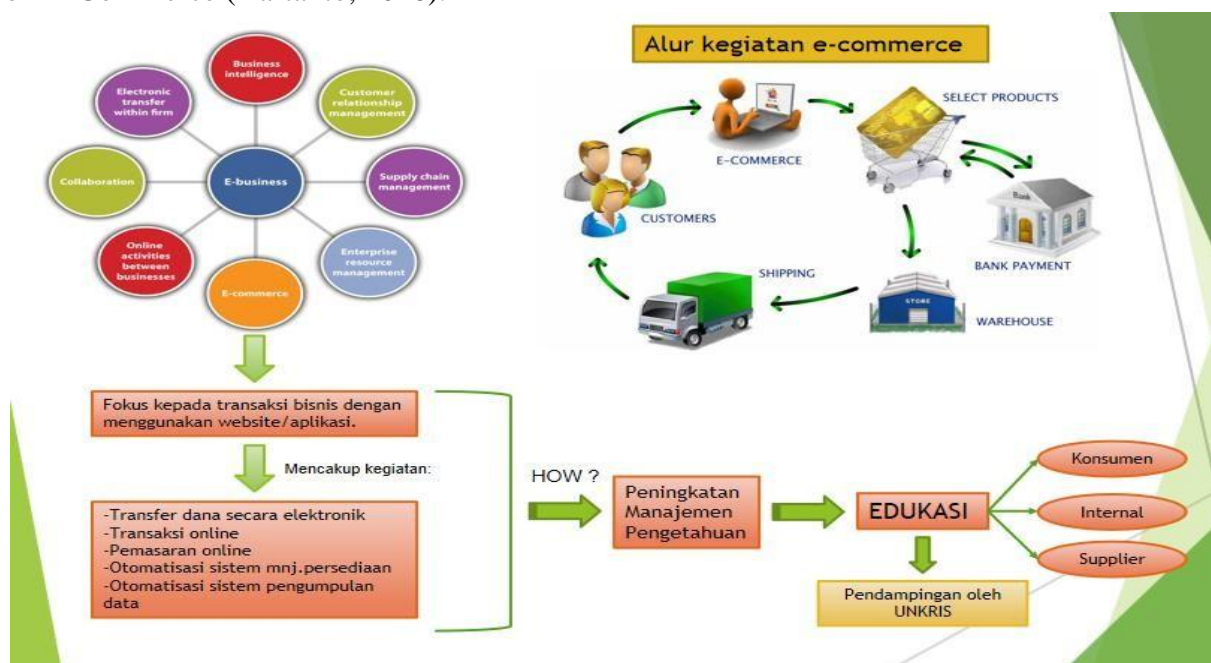 Business
intelligence
Electronic
transfer
within firm
Customer
relationship
management
Collaboration
E-business
Supply chain
management
Online
activities
between
businesses
Enterprise
resource
management
E-commerce
Alur kegiatan e-commerce
SELECT PRODUCTS
E-COMMERCE
CUSTOMERS
Bank
BANK PAYMENT
SHIPPING
STORE
WAREHOUSE
Fokus kepada transaksi bisnis dengan
menggunakan website/aplikasi.
Mencakup kegiatan:
-Transfer dana secara elektronik
-Transaksi online
-Pemasaran online
-Otomatisasi sistem mnj.persediaan
-Otomatisasi sistem pengumpulan
data
HOW ?
Peningkatan
Manajemen
Pengetahuan
EDUKASI
Konsumen
Internal
Supplier
Pendampingan oleh
UNKRIS